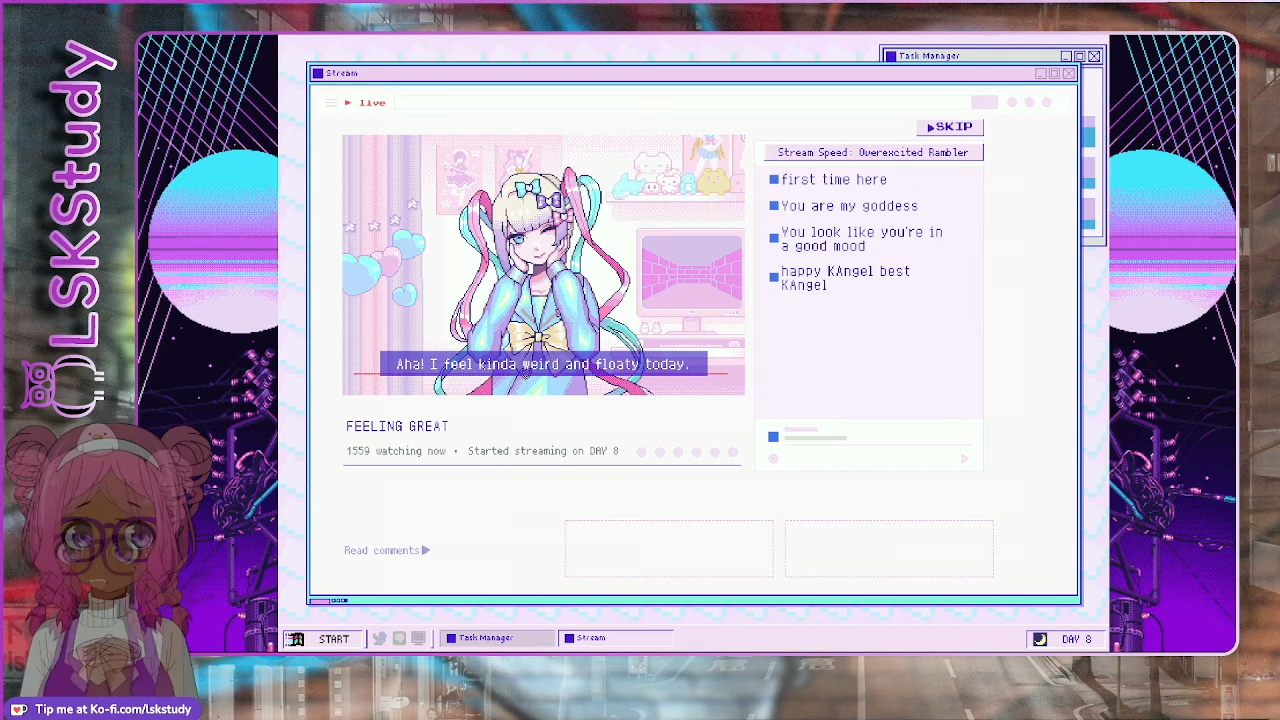 LSKStudy
Task Manager
Stream
live
SKIP
Stream Speed: Overexcited Rambler
first time here
You are my goddess
You look like you're in
a good mood
happy KAngel best
KAngel
Aha! I feel kinda weird and floaty today.
FEELING GREAT
1559 watching now • Started streaming on DAY 8
Read comments
START
Task Manager
Stream
DAY 8
Tip me at Ko-fi.com/lskstudy